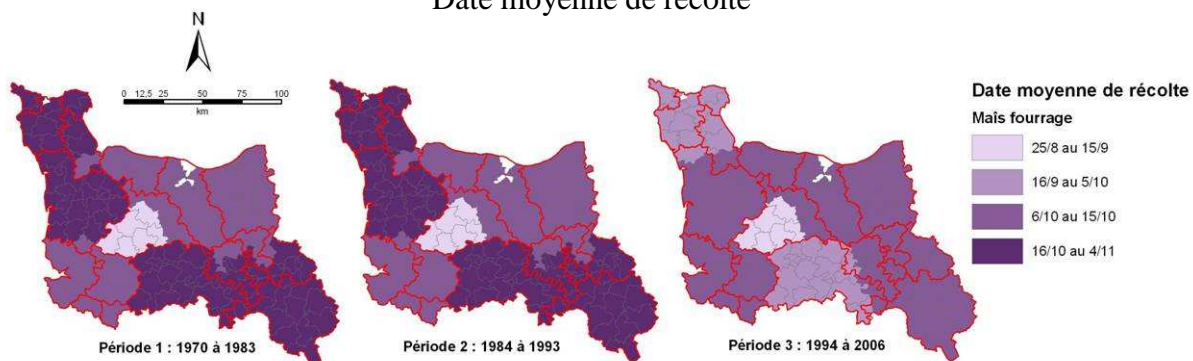 Date moyenne de récolte
N
0 12,5 25 50 75 100
km
Date moyenne de récolte
Maïs fourrage
25/8 au 15/9
16/9 au 5/10
6/10 au 15/10
16/10 au 4/11
Période 1 : 1970 à 1983
Période 2 : 1984 à 1993
Période 3 : 1994 à 2006